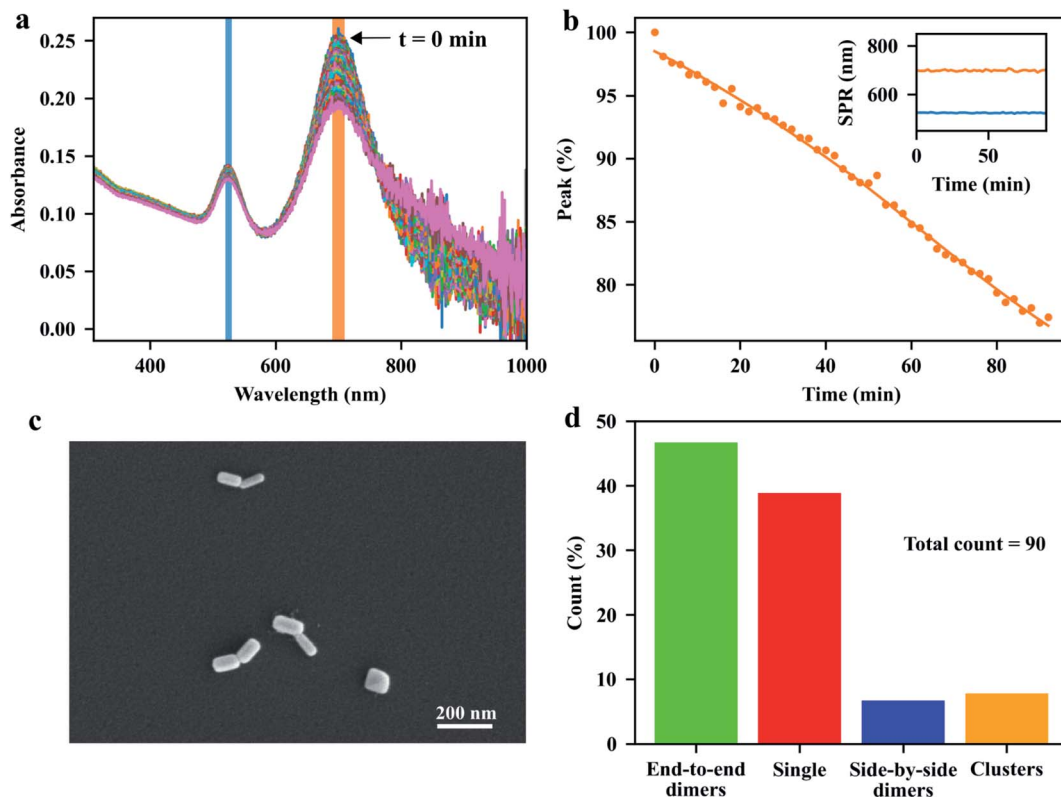 a
t = 0 min
0.25
0.20
0.15
0.10
0.05
0.00
Absorbance
400
600
800
1000
Wavelength (nm)
b
100
95
90
85
80
Peak (%)
0
20
40
60
80
Time (min)
800
600
SPR (nm)
0
50
Time (min)
c
200 nm
d
50
40
30
20
10
0
Count (%)
Total count = 90
End-to-end
dimers
Single
Side-by-side
dimers
Clusters